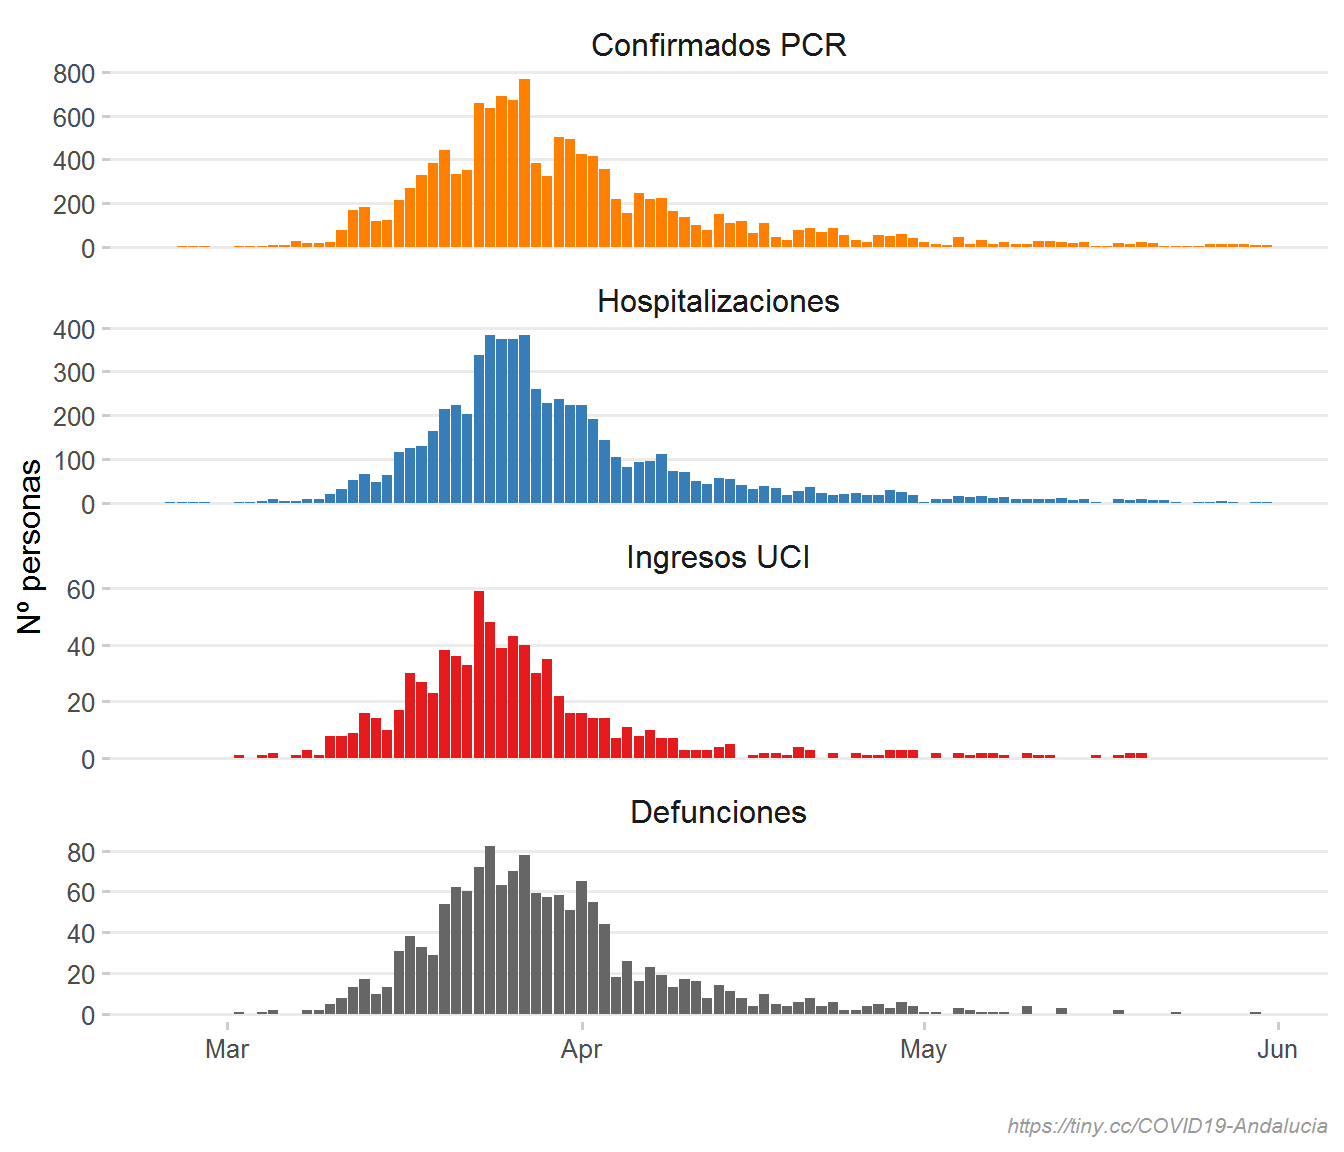 Confirmados PCR
800
600
400
200
0
Hospitalizaciones
400
300
200
100
0
Nº personas
Ingresos UCI
60
40
20
0
Defunciones
80
60
40
20
0
Mar Apr May Jun
https://tiny.cc/COVID19-Andalucia